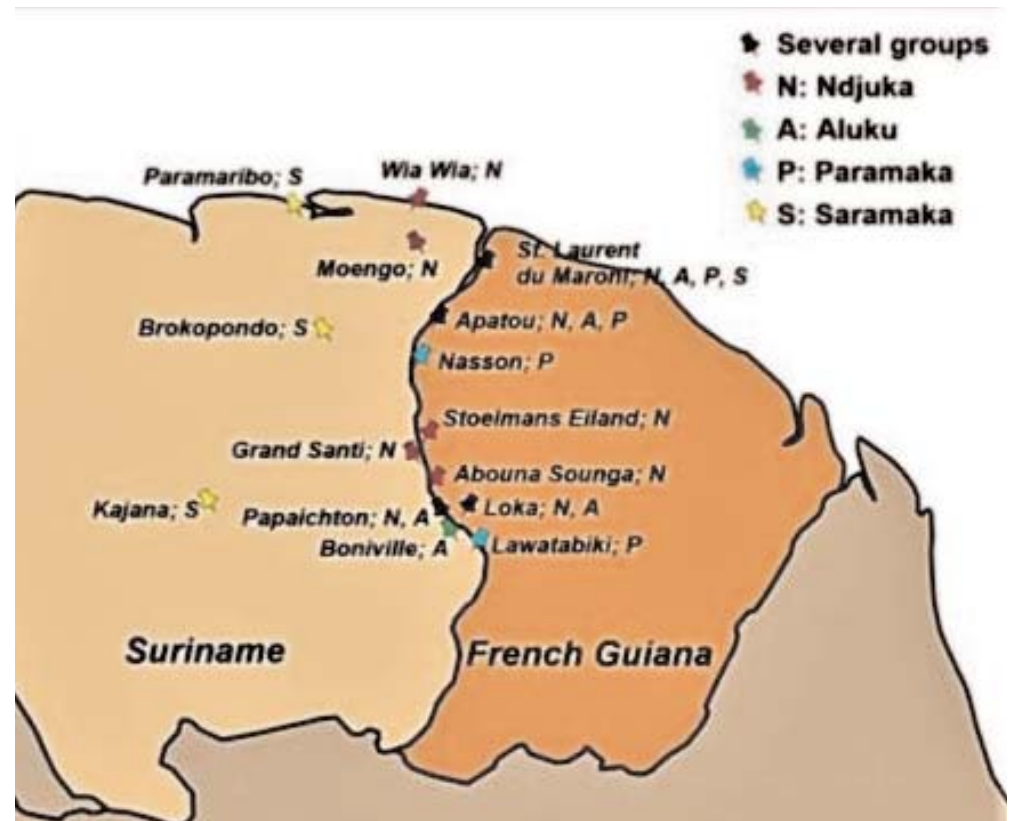 Several groups
N: Ndjuka
A: Aluku
P: Paramaka
S: Saramaka
Paramaribo; S
Wia Wia; N
Moengo; N
St. Laurent
du Maroni; N, A, P, S
Brokopondo; S
Apatou; N, A, P
Nasson; P
Stoelmans Eiland; N
Grand Santi; N
Abouna Sounga; N
Kajana; S
Papaichton; N, A
Loka; N, A
Boniville; A
Lawatabiki; P
Suriname
French Guiana